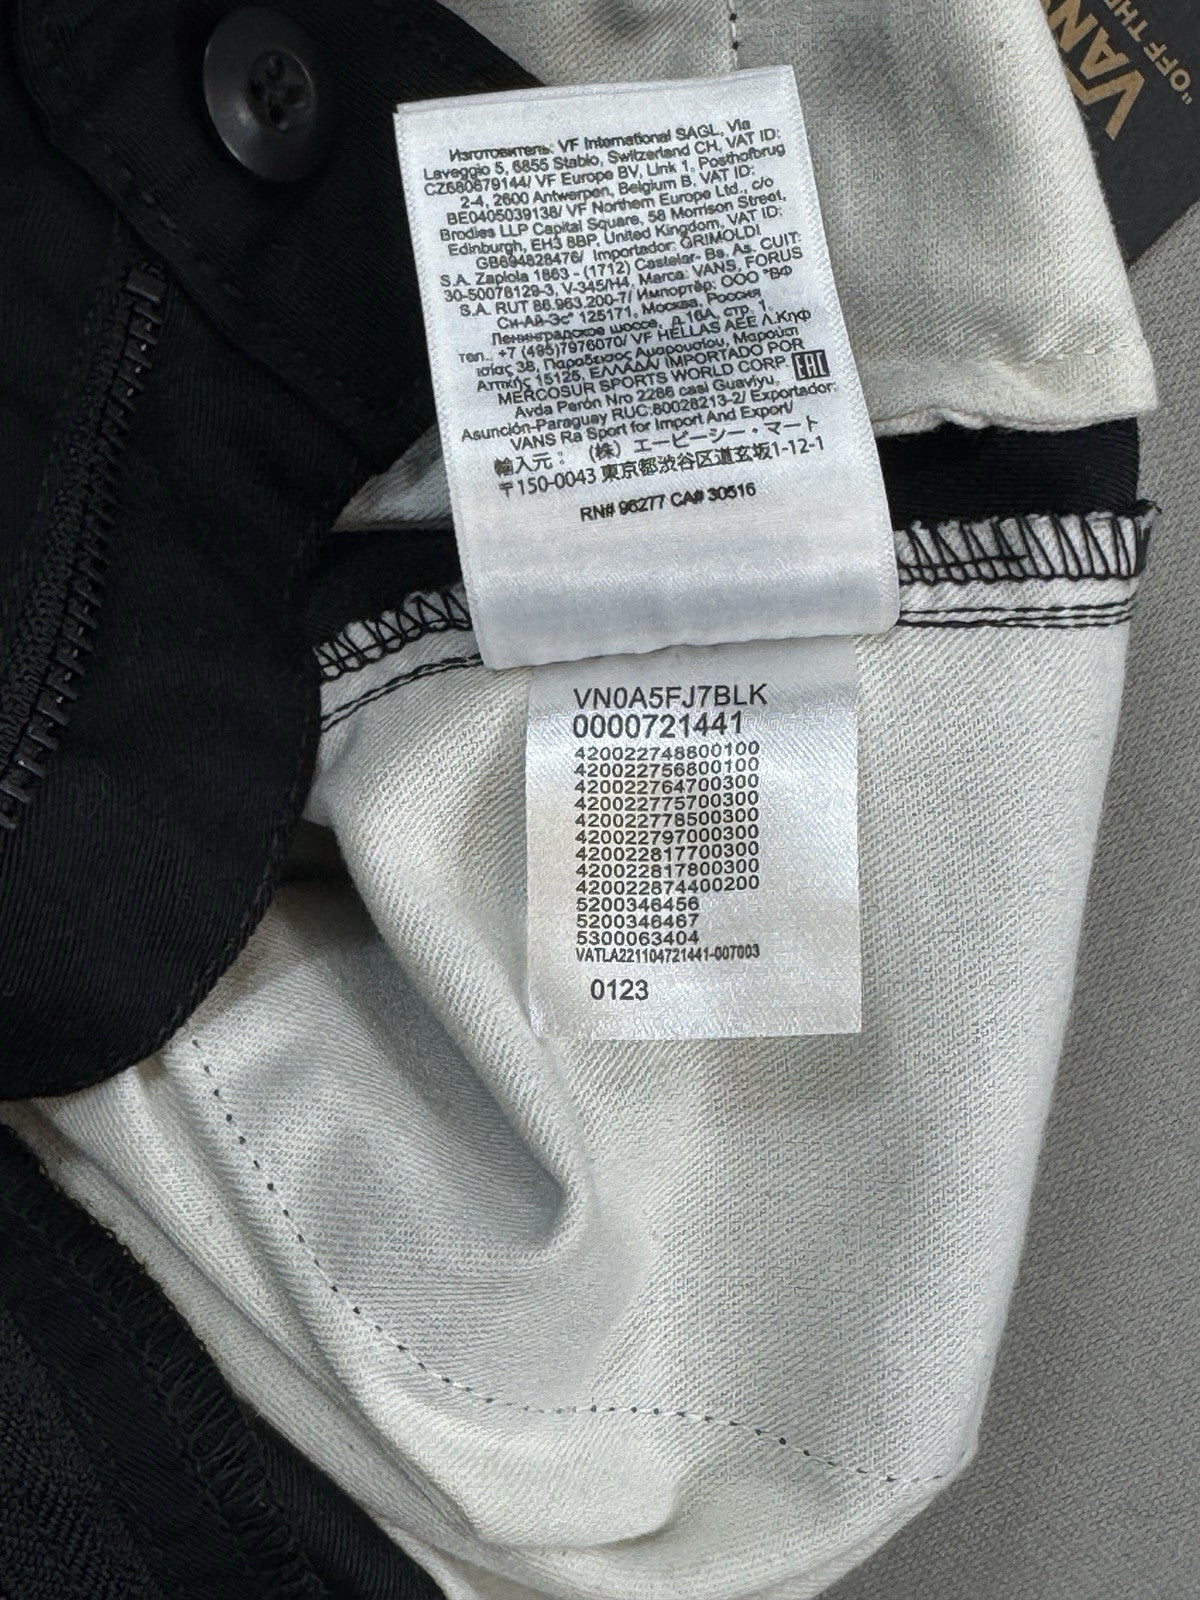 "OFF THE
VAN
Изготовитель: VF International SAGL, Via
Laveggio 5, 6855 Stabio, Switzerland CH, VAT ID:
CZ680679144/ VF Europe BV, Link 1, Posthofbrug
2-4, 2600 Antwerpen, Belgium B, VAT ID:
BE0405039138/ VF Northern Europe Ltd., c/o
Brodies LLP Capital Square, 58 Morrison Street,
Edinburgh, EH3 8BP, United Kingdom, VAT ID:
GB694828476/ Importador: GRIMOLDI
S.A. Zapiola 1863 - (1712) Castelar- Bs. As. CUIT:
30-50076129-3, V-345/H4, Marca: VANS, FORUS
S.A. RUT 86.963.200-7/ Импортёр: ООО "ВФ
Си-Ай-Эс" 125171, Москва, Россия
Ленинградское шоссе, д.16А, стр. 1,
тел.: +7 (495)7976070/ VF HELLAS AEE Λ.Κηφ
ισίας 38, Παράδεισος Αμαρουσίου, Μαρούσι
Αττικής 15125, ΕΛΛΑΔΑ/ IMPORTADO POR
MERCOSUR SPORTS WORLD CORP. EAC
Avda Perón Nro 2286 casi Guaviyu,
Asunción-Paraguay RUC:80028213-2/ Exportador:
VANS Ra Sport for Import And Export/
輸入元：（株）エービーシー・マート
〒150-0043 東京都渋谷区道玄坂1-12-1
RN# 96277 CA# 30516
VN0A5FJ7BLK
0000721441
420022748800100
420022756800100
420022764700300
420022775700300
420022778500300
420022797000300
420022817700300
420022817800300
420022874400200
5200346456
5200346467
5300063404
VATLA221104721441-007003
0123